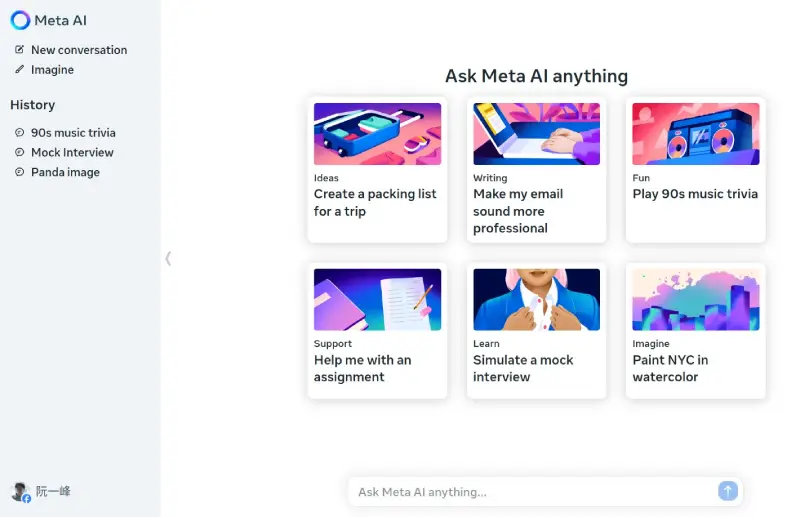 Meta AI
New conversation
Imagine
History
90s music trivia
Mock Interview
Panda image
阮一峰
Ask Meta AI anything
Ideas
Create a packing list
for a trip
Writing
Make my email
sound more
professional
Fun
Play 90s music trivia
Support
Help me with an
assignment
Learn
Simulate a mock
interview
Imagine
Paint NYC in
watercolor
Ask Meta AI anything...